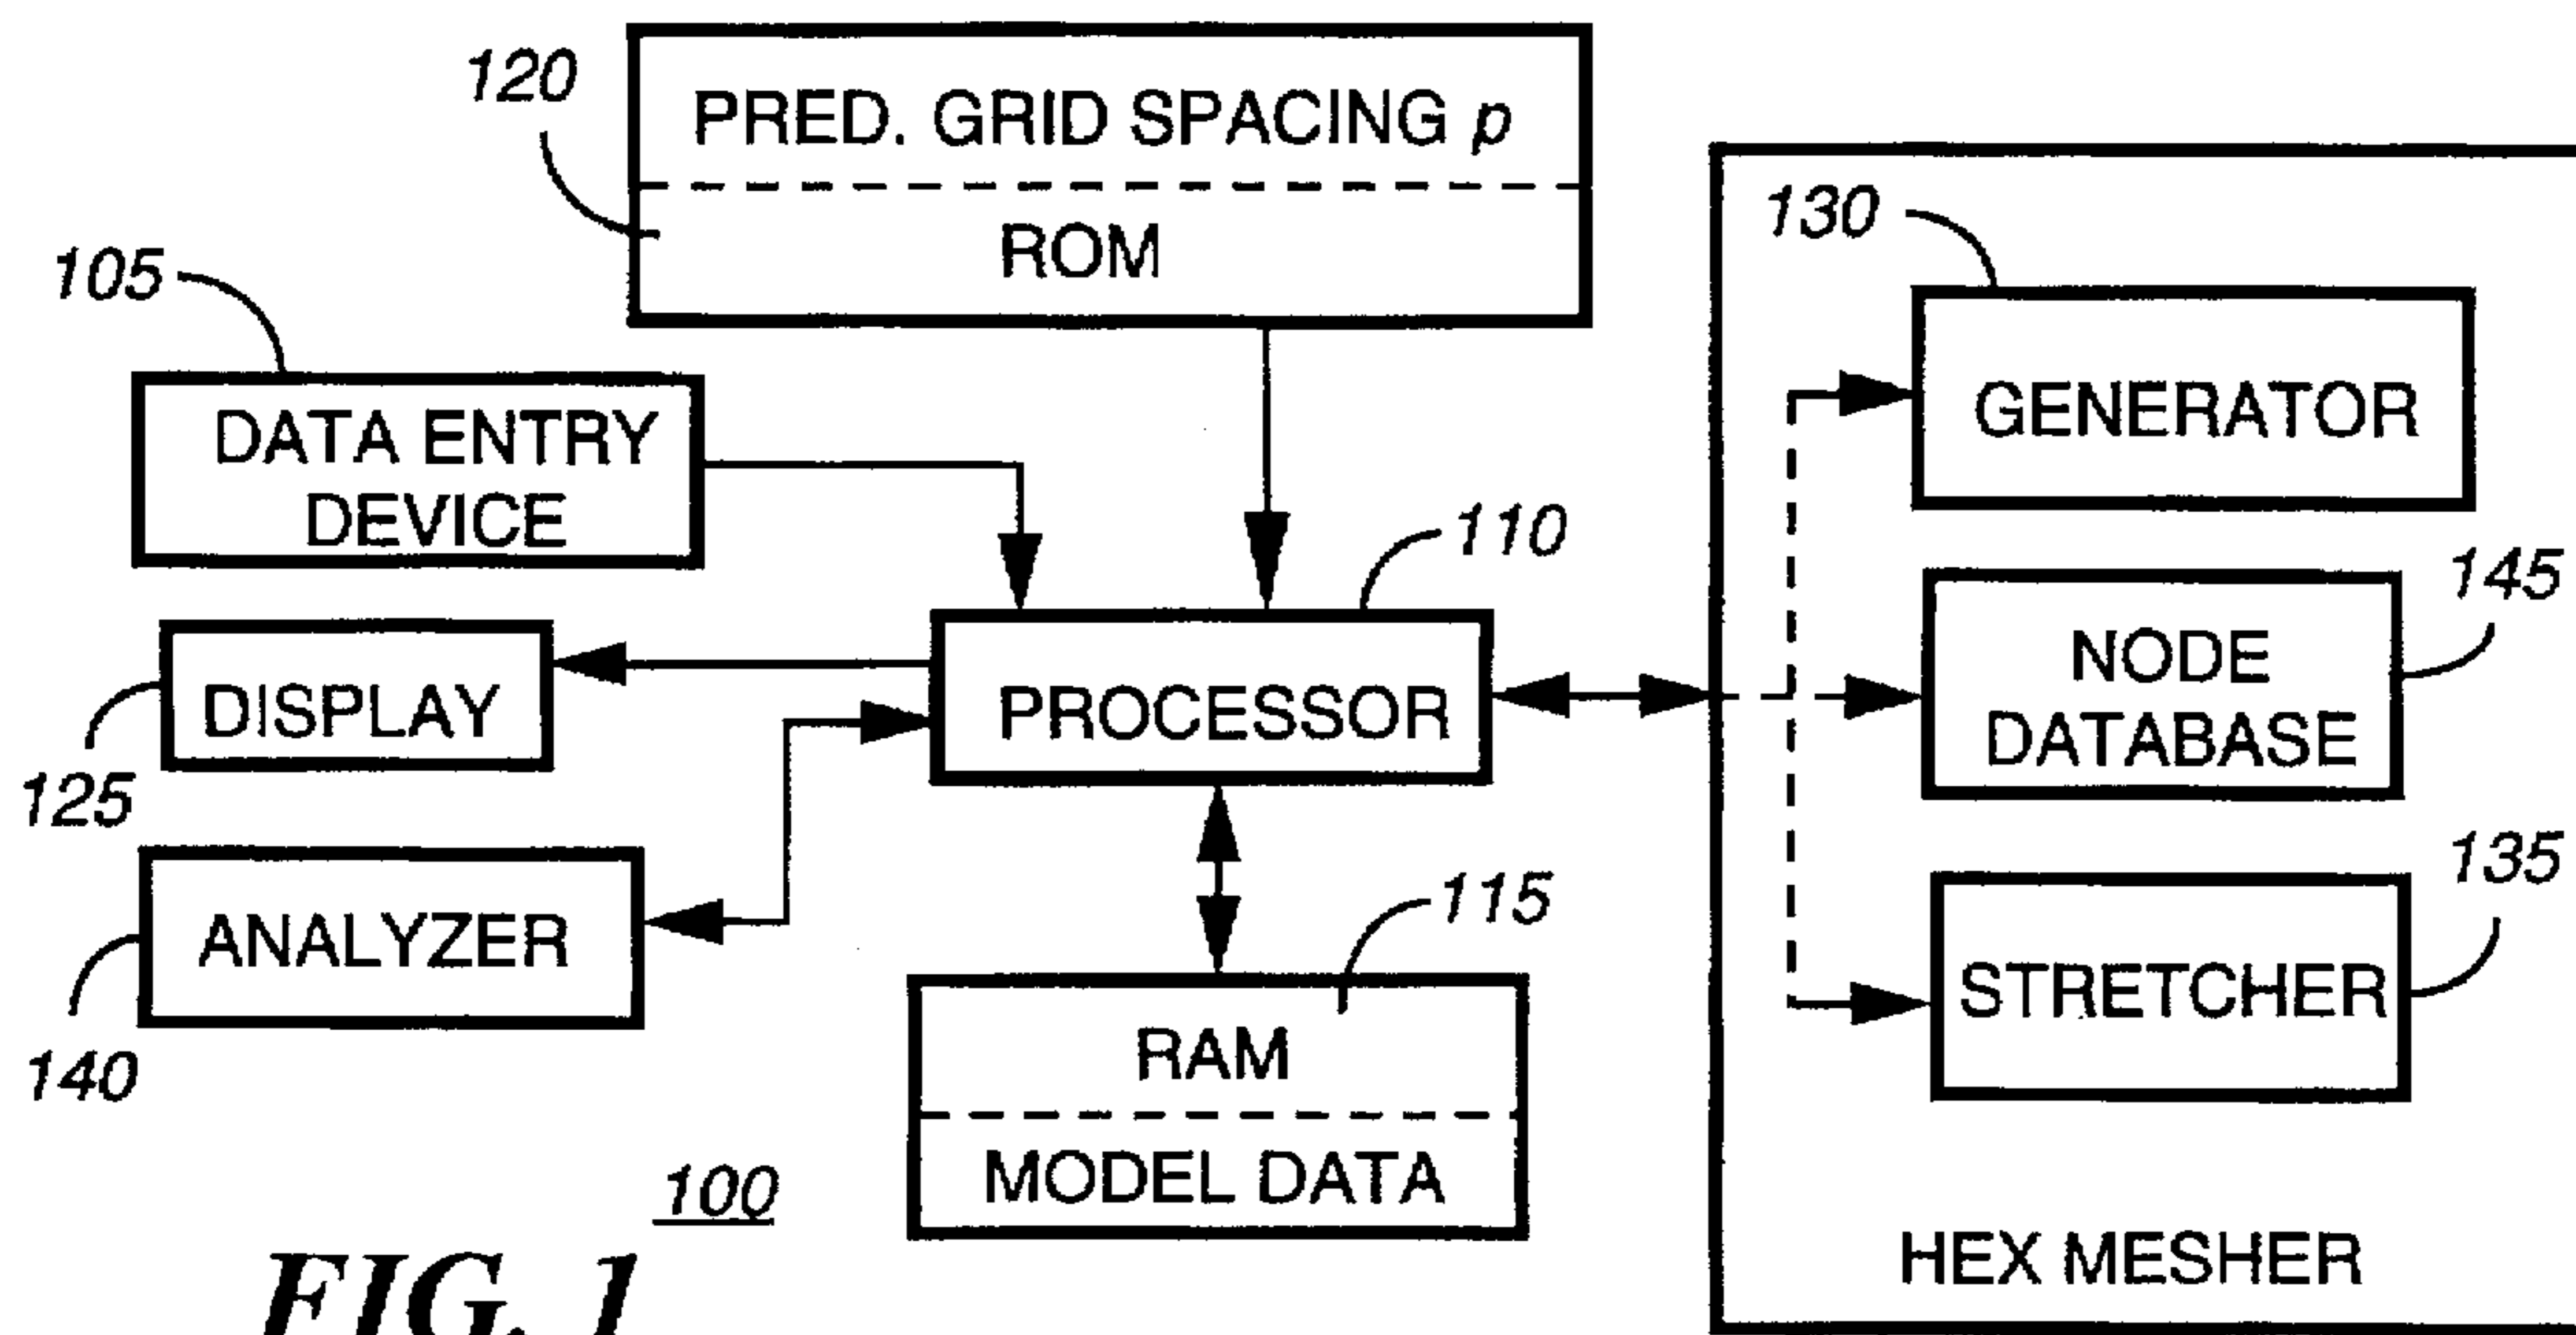 120
PRED. GRID SPACING p
ROM
130
105
GENERATOR
DATA ENTRY
DEVICE
110
145
NODE
DATABASE
DISPLAY
PROCESSOR
125
135
115
ANALYZER
STRETCHER
140
RAM
MODEL DATA
100
HEX MESHER
FIG. 1